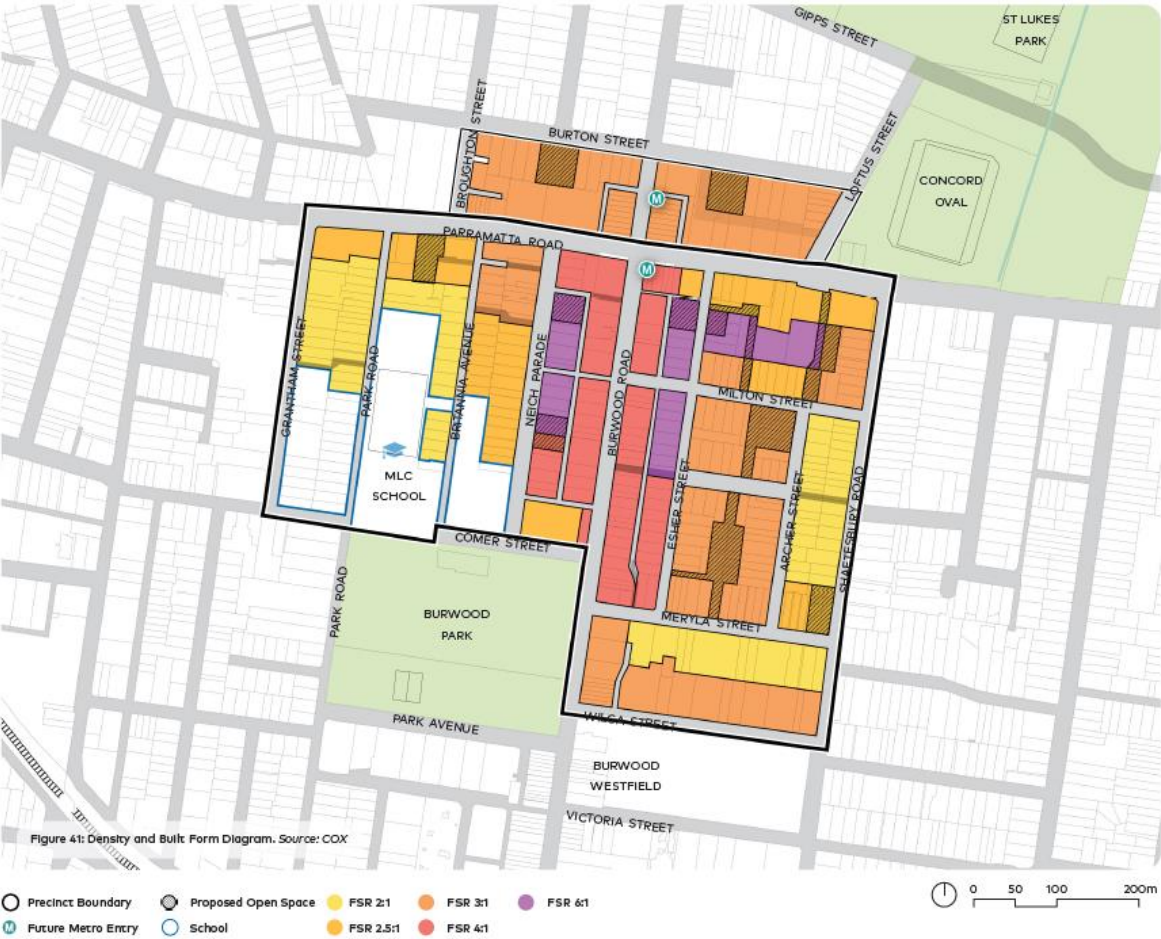 GIPPS STREET
ST LUKES
PARK
BROUGHTON STREET
BURTON STREET
LOFTUS STREET
CONCORD
OVAL
M
PARRAMATTA ROAD
M
GRANTHAM STREET
PARK ROAD
BRITANNIA AVENUE
NEICH PARADE
BURWOOD ROAD
MILTON STREET
MLC
SCHOOL
ESHER STREET
ARCHER STREET
SHAFTESBURY ROAD
COMER STREET
PARK ROAD
BURWOOD
PARK
MERYLA STREET
PARK AVENUE
WILGA STREET
BURWOOD
WESTFIELD
VICTORIA STREET
Figure 41: Density and Built Form Diagram. Source: COX
Precinct Boundary
Proposed Open Space
FSR 2:1
FSR 3:1
FSR 6:1
0 50 100 200m
M Future Metro Entry
School
FSR 2.5:1
FSR 4:1